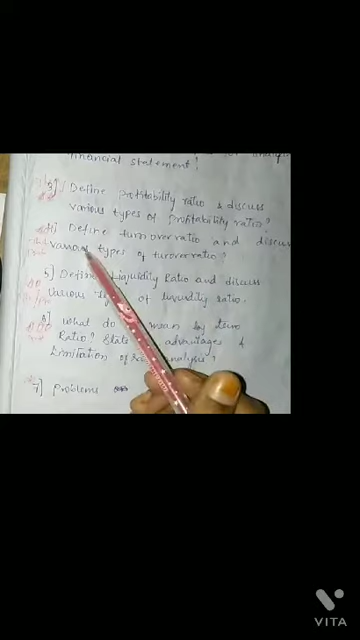 financial statement?
3] Define profitability ratio & discuss
various types of profitability ratio?
4] Define turnover ratio and discuss
various types of turover ratio?
5] Define Liquidity Ratio and discuss
various of liquidity ratio.
6] what do mean by
Ratio? State advantages &
Limitation of analysis?
7] problems
VITA